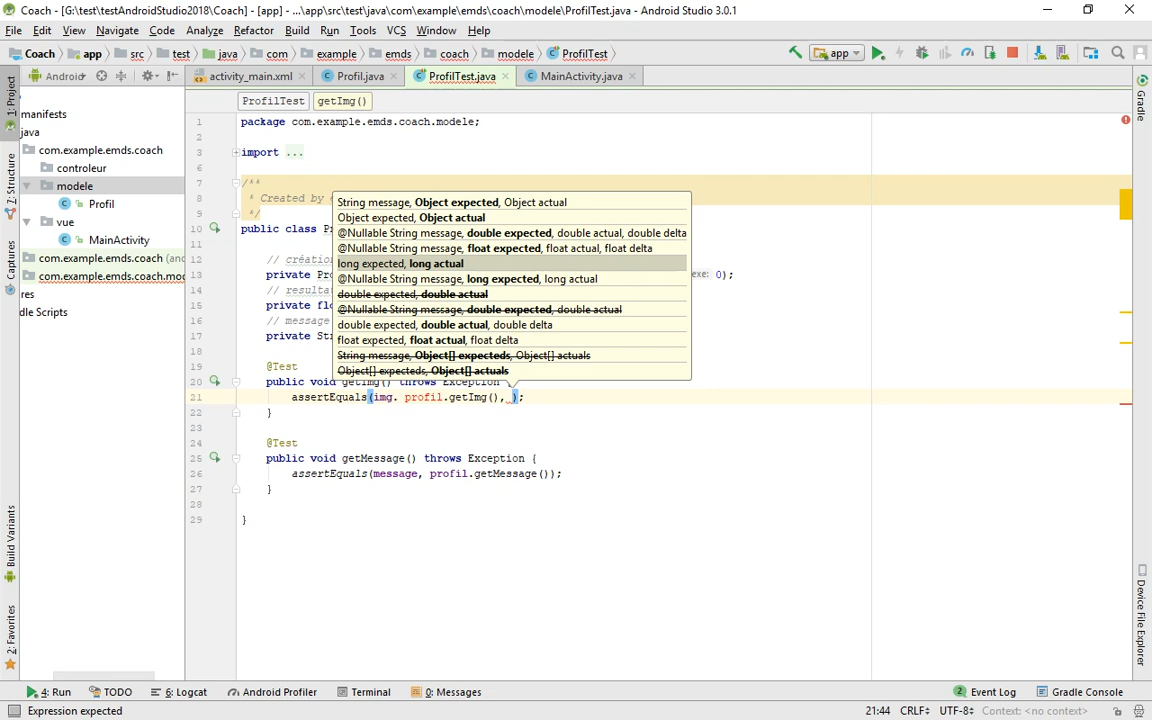 Coach - [G:\test\testAndroidStudio2018\Coach] - [app] - ...\app\src\test\java\com\example\emds\coach\modele\ProfilTest.java - Android Studio 3.0.1
File Edit View Navigate Code Analyze Refactor Build Run Tools VCS Window Help
Coach app src test java com example emds coach modele ProfilTest app
1: Project Android activity_main.xml Profil.java ProfilTest.java MainActivity.java
ProfilTest getImg()
manifests
java
com.example.emds.coach
controleur
modele
Profil
vue
MainActivity
com.example.emds.coach (and
com.example.emds.coach.mod
res
dle Scripts
Z: Structure
Captures
Build Variants
2: Favorites
1 package com.example.emds.coach.modele;
2
3 import ...
6
7 /**
8 * Created by
9 */
10 public class
11
12 // création
13 private exe: 0);
14 // resultat
15 private
16 // message
17 private
18
19 @Test
20 public void getImg() throws Exception
21 assertEquals(img. profil.getImg(), );
22 }
23
24 @Test
25 public void getMessage() throws Exception {
26 assertEquals(message, profil.getMessage());
27 }
28
29 }
String message, Object expected, Object actual
Object expected, Object actual
@Nullable String message, double expected, double actual, double delta
@Nullable String message, float expected, float actual, float delta
long expected, long actual
@Nullable String message, long expected, long actual
double expected, double actual
@Nullable String message, double expected, double actual
double expected, double actual, double delta
float expected, float actual, float delta
String message, Object[] expecteds, Object[] actuals
Object[] expecteds, Object[] actuals
Gradle
Device File Explorer
4: Run TODO 6: Logcat Android Profiler Terminal 0: Messages 2 Event Log Gradle Console
Expression expected 21:44 CRLF UTF-8 Context: <no context>